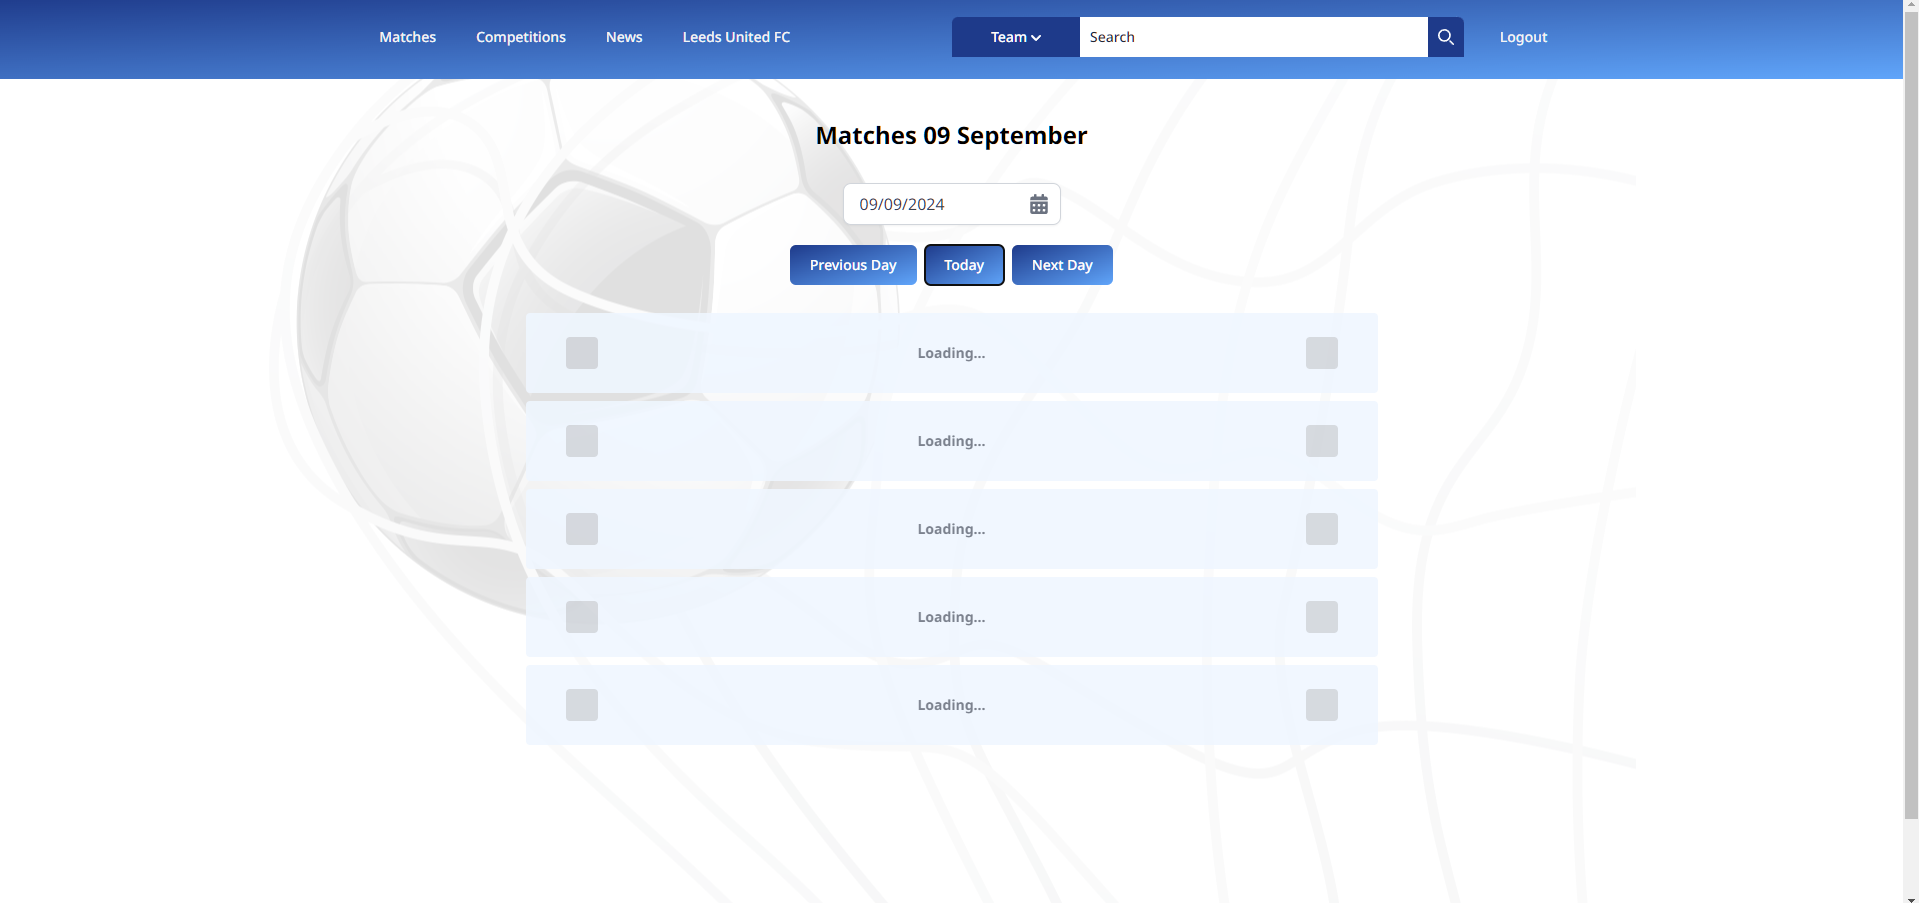 Matches Competitions News Leeds United FC Team Search Logout
Matches 09 September
09/09/2024
Previous Day Today Next Day
Loading...
Loading...
Loading...
Loading...
Loading...